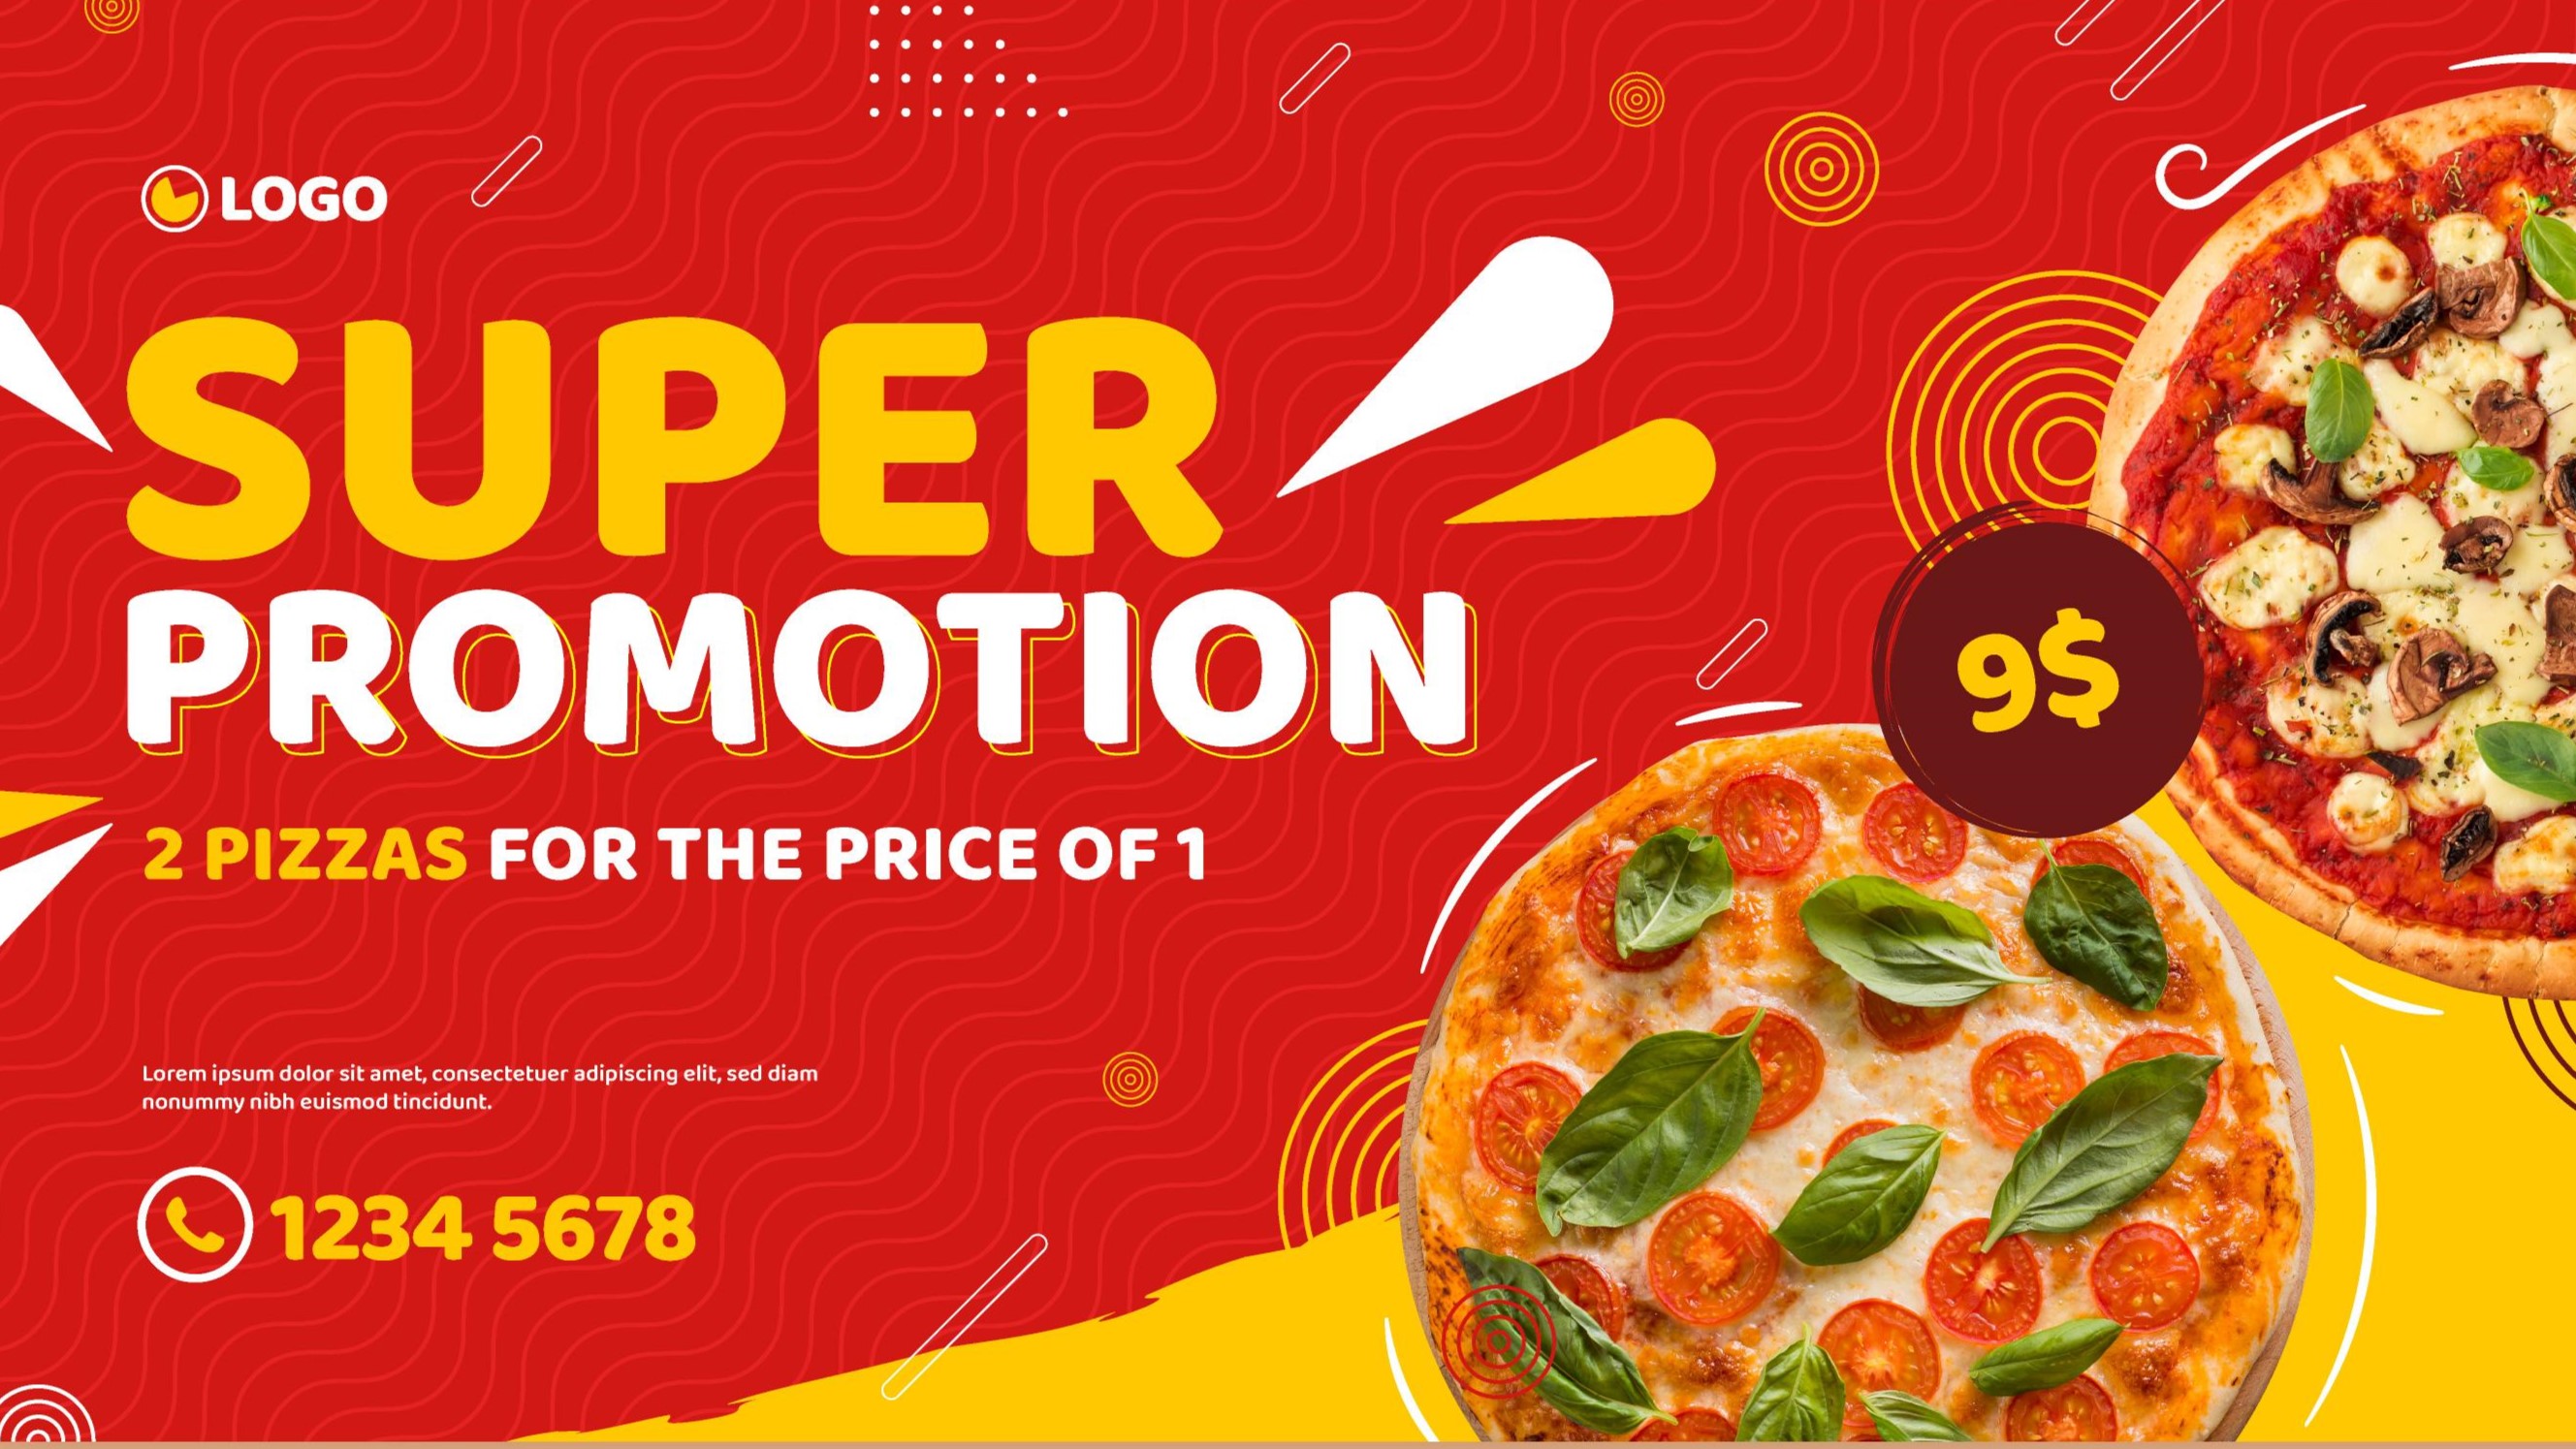 LOGO
SUPER
PROMOTION
2 PIZZAS FOR THE PRICE OF 1
9$
Lorem ipsum dolor sit amet, consectetuer adipiscing elit, sed diam
nonummy nibh euismod tincidunt.
1234 5678